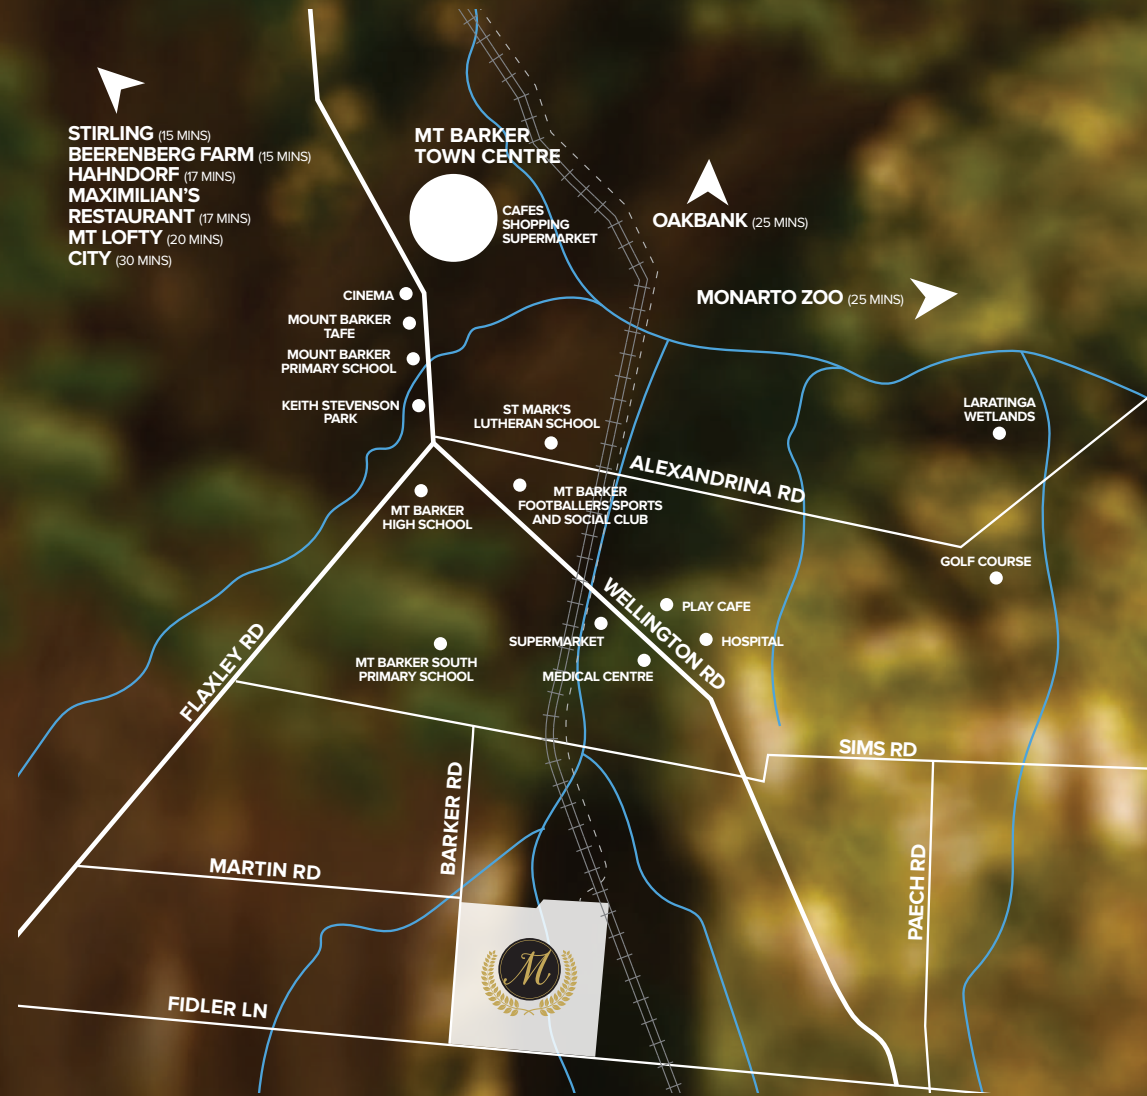 STIRLING (15 MINS)
BEERENBERG FARM (15 MINS)
HAHNDORF (17 MINS)
MAXIMILIAN'S
RESTAURANT (17 MINS)
MT LOFTY (20 MINS)
CITY (30 MINS)
MT BARKER
TOWN CENTRE
CAFES
SHOPPING
SUPERMARKET
OAKBANK (25 MINS)
MONARTO ZOO (25 MINS)
CINEMA
MOUNT BARKER
TAFE
MOUNT BARKER
PRIMARY SCHOOL
KEITH STEVENSON
PARK
ST MARK'S
LUTHERAN SCHOOL
LARATINGA
WETLANDS
ALEXANDRINA RD
MT BARKER
HIGH SCHOOL
MT BARKER
FOOTBALLERS SPORTS
AND SOCIAL CLUB
GOLF COURSE
WELLINGTON RD
PLAY CAFE
SUPERMARKET
HOSPITAL
MEDICAL CENTRE
FLAXLEY RD
MT BARKER SOUTH
PRIMARY SCHOOL
SIMS RD
BARKER RD
MARTIN RD
PAECH RD
M
FIDLER LN